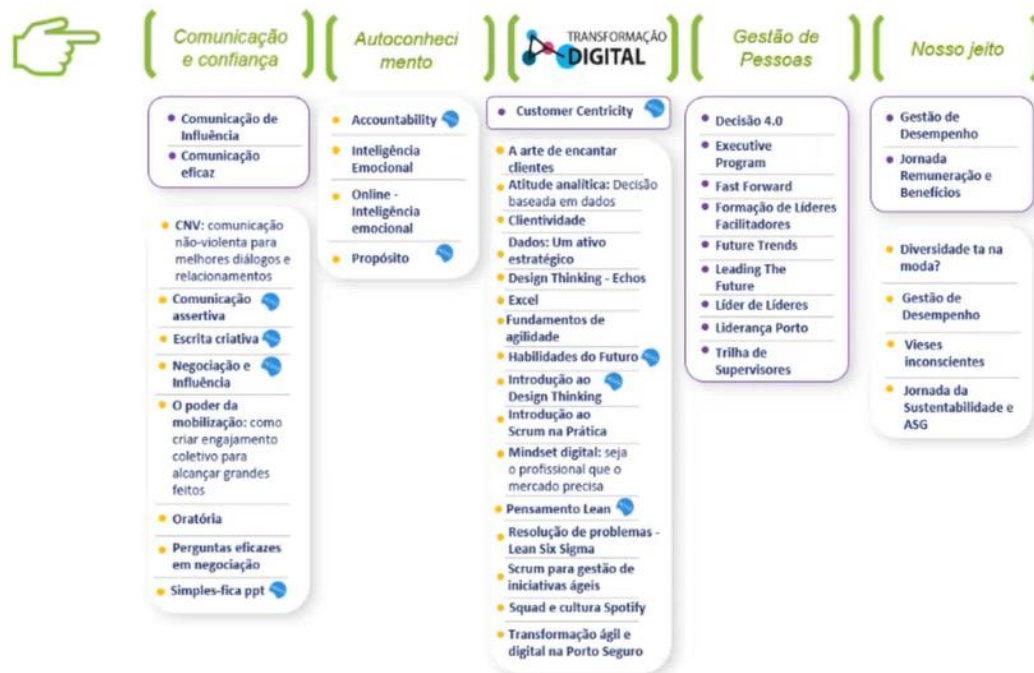 Comunicação
e confiança
Autoconheci
mento
TRANSFORMAÇÃO
DIGITAL
Gestão de
Pessoas
Nosso jeito
Comunicação de
Influência
Comunicação
eficaz
CNV: comunicação
não-violenta para
melhores diálogos e
relacionamentos
Comunicação
assertiva
Escrita criativa
Negociação e
Influência
O poder da
mobilização: como
criar engajamento
coletivo para
alcançar grandes
feitos
Oratória
Perguntas eficazes
em negociação
Simples-fica ppt
Accountability
Inteligência
Emocional
Online -
Inteligência
emocional
Propósito
Customer Centricity
A arte de encantar
clientes
Atitude analítica: Decisão
baseada em dados
Clientividade
Dados: Um ativo
estratégico
Design Thinking - Echos
Excel
Fundamentos de
agilidade
Habilidades do Futuro
Introdução ao
Design Thinking
Introdução ao
Scrum na Prática
Mindset digital: seja
o profissional que o
mercado precisa
Pensamento Lean
Resolução de problemas -
Lean Six Sigma
Scrum para gestão de
iniciativas ágeis
Squad e cultura Spotify
Transformação ágil e
digital na Porto Seguro
Decisão 4.0
Executive
Program
Fast Forward
Formação de Líderes
Facilitadores
Future Trends
Leading The
Future
Líder de Líderes
Liderança Porto
Trilha de
Supervisores
Gestão de
Desempenho
Jornada
Remuneração e
Benefícios
Diversidade ta na
moda?
Gestão de
Desempenho
Vieses
inconscientes
Jornada da
Sustentabilidade e
ASG